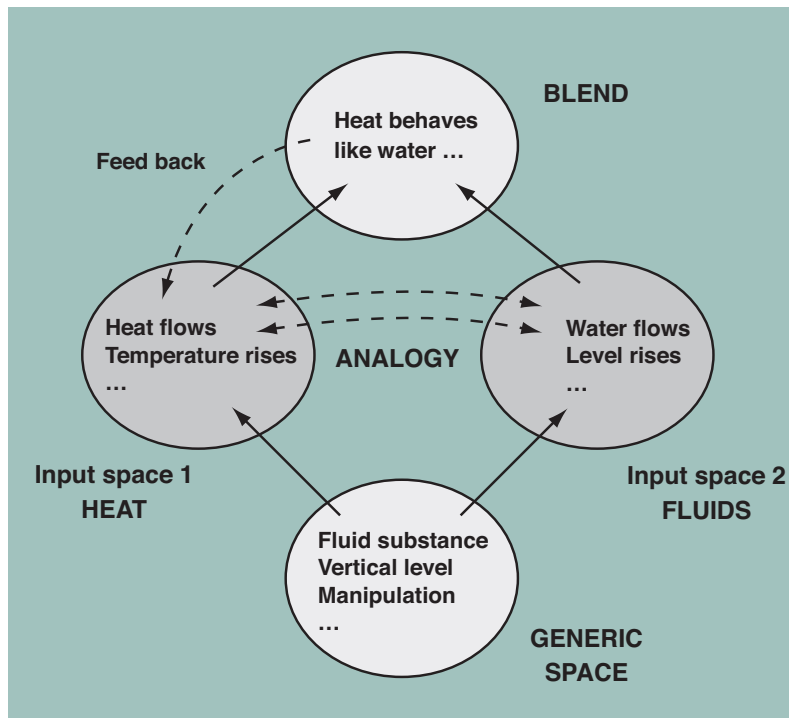 BLEND
Heat behaves
like water …
Feed back
Heat flows
Temperature rises
…
ANALOGY
Water flows
Level rises
…
Input space 1
HEAT
Input space 2
FLUIDS
Fluid substance
Vertical level
Manipulation
…
GENERIC
SPACE